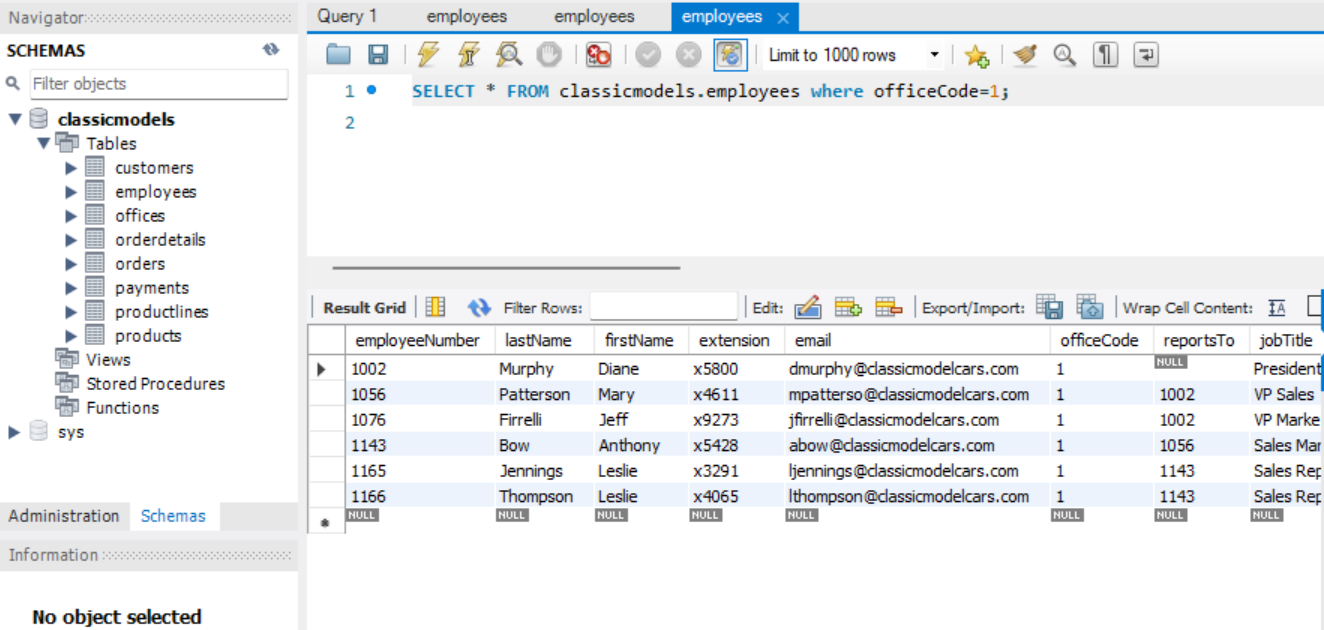 Navigator
SCHEMAS
Filter objects
classicmodels
Tables
customers
employees
offices
orderdetails
orders
payments
productlines
products
Views
Stored Procedures
Functions
sys
Administration Schemas
Information
No object selected
Query 1 employees employees employees
Limit to 1000 rows
1 SELECT * FROM classicmodels.employees where officeCode=1;
2
Result Grid Filter Rows: Edit: Export/Import: Wrap Cell Content: IA
employeeNumber lastName firstName extension email officeCode reportsTo jobTitle
1002 Murphy Diane x5800 dmurphy@classicmodelcars.com 1 NULL President
1056 Patterson Mary x4611 mpatterso@classicmodelcars.com 1 1002 VP Sales
1076 Firrelli Jeff x9273 jfirrelli@classicmodelcars.com 1 1002 VP Marke
1143 Bow Anthony x5428 abow@classicmodelcars.com 1 1056 Sales Mar
1165 Jennings Leslie x3291 ljennings@classicmodelcars.com 1 1143 Sales Rep
1166 Thompson Leslie x4065 lthompson@classicmodelcars.com 1 1143 Sales Rep
NULL NULL NULL NULL NULL NULL NULL NULL